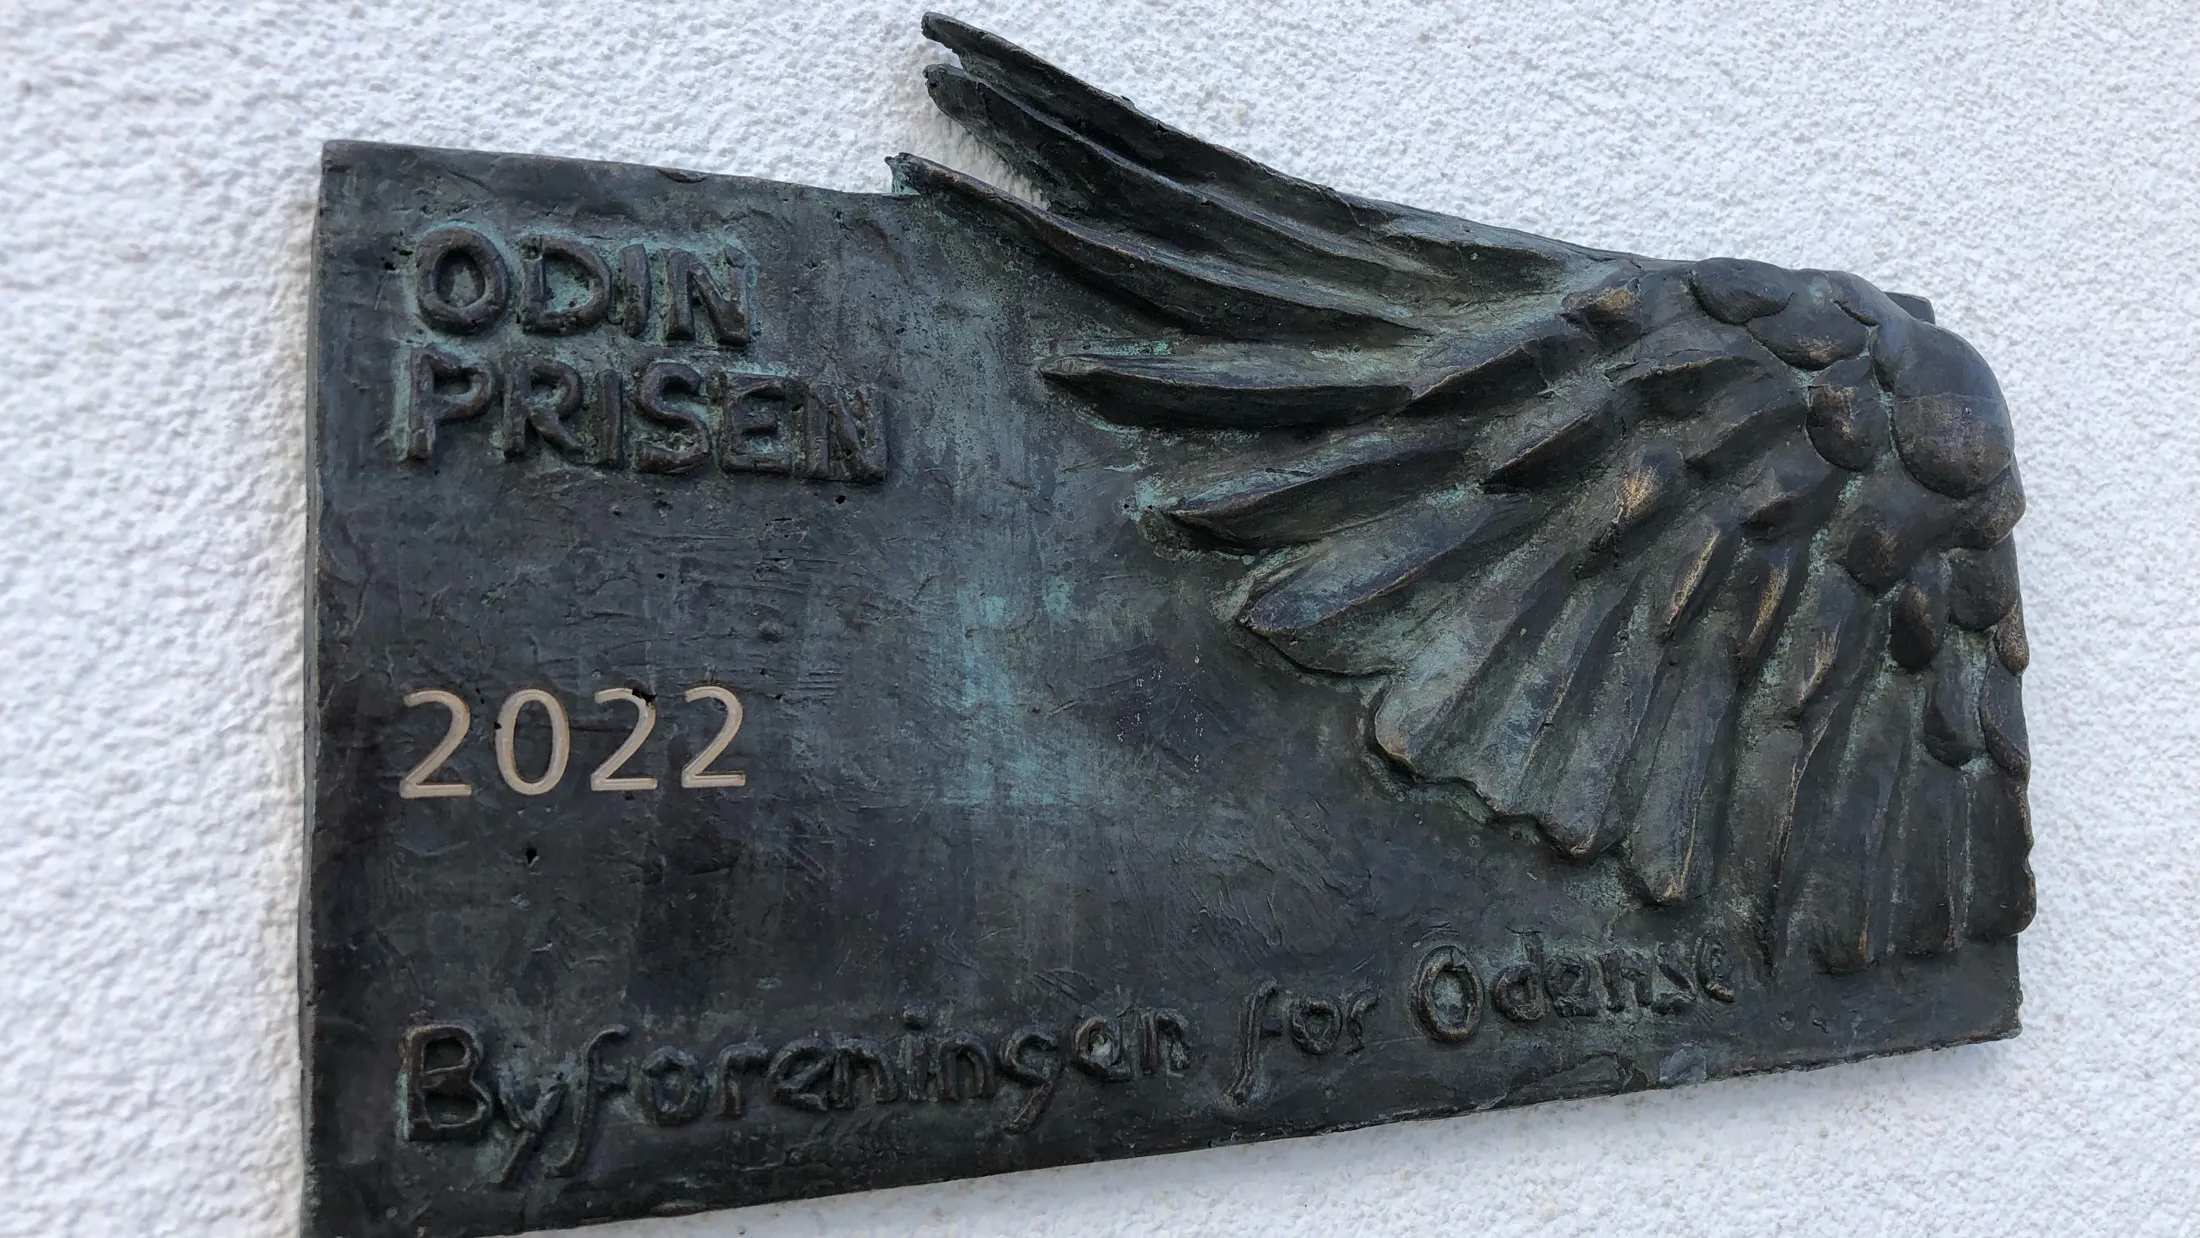 ODIN
PRISEN
2022
Byforeningen for Odense